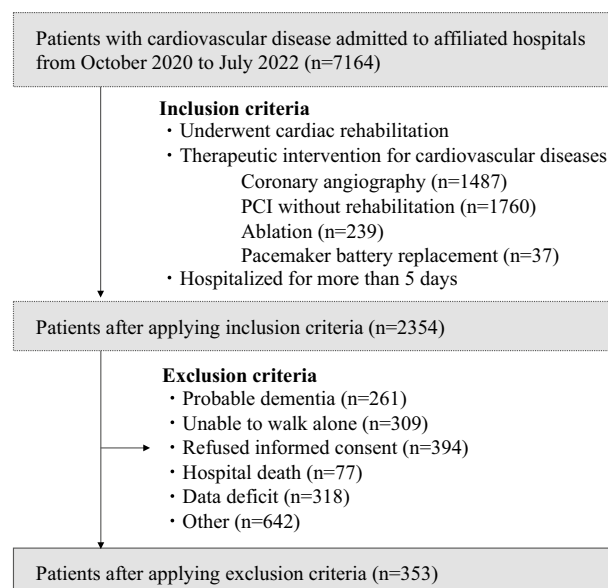 Patients with cardiovascular disease admitted to affiliated hospitals
from October 2020 to July 2022 (n=7164)
Inclusion criteria
・Underwent cardiac rehabilitation
・Therapeutic intervention for cardiovascular diseases
Coronary angiography (n=1487)
PCI without rehabilitation (n=1760)
Ablation (n=239)
Pacemaker battery replacement (n=37)
・Hospitalized for more than 5 days
Patients after applying inclusion criteria (n=2354)
Exclusion criteria
・Probable dementia (n=261)
・Unable to walk alone (n=309)
・Refused informed consent (n=394)
・Hospital death (n=77)
・Data deficit (n=318)
・Other (n=642)
Patients after applying exclusion criteria (n=353)